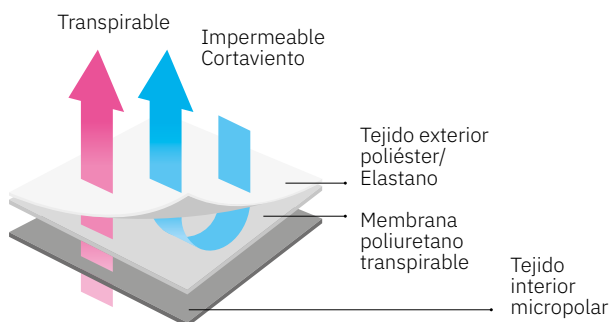 Transpirable
Impermeable
Cortaviento
Tejido exterior
poliéster/
Elastano
Membrana
poliuretano
transpirable
Tejido
interior
micropolar